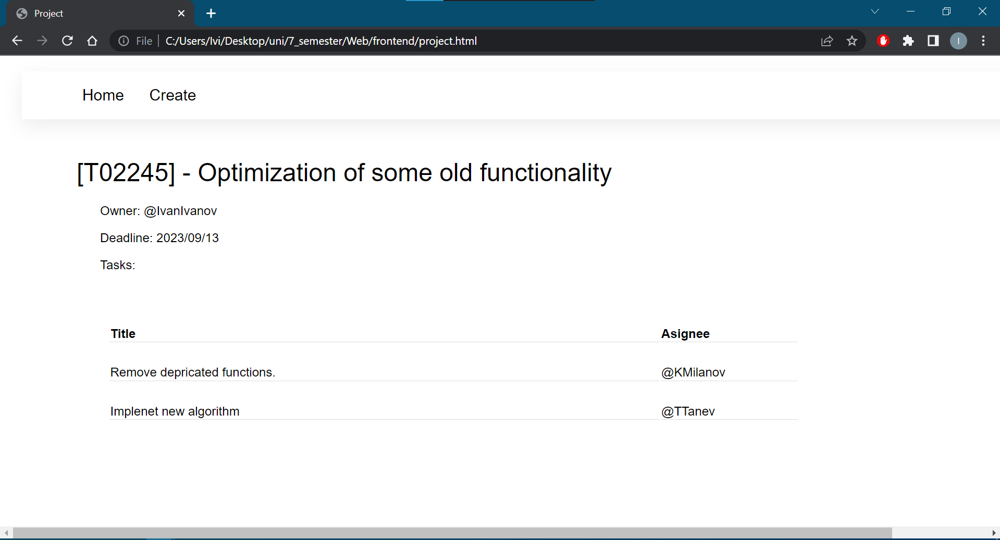 Project
File C:/Users/Ivi/Desktop/uni/7_semester/Web/frontend/project.html
I
Home Create
[T02245] - Optimization of some old functionality
Owner: @IvanIvanov
Deadline: 2023/09/13
Tasks:
Title Asignee
Remove depricated functions. @KMilanov
Implenet new algorithm @TTanev